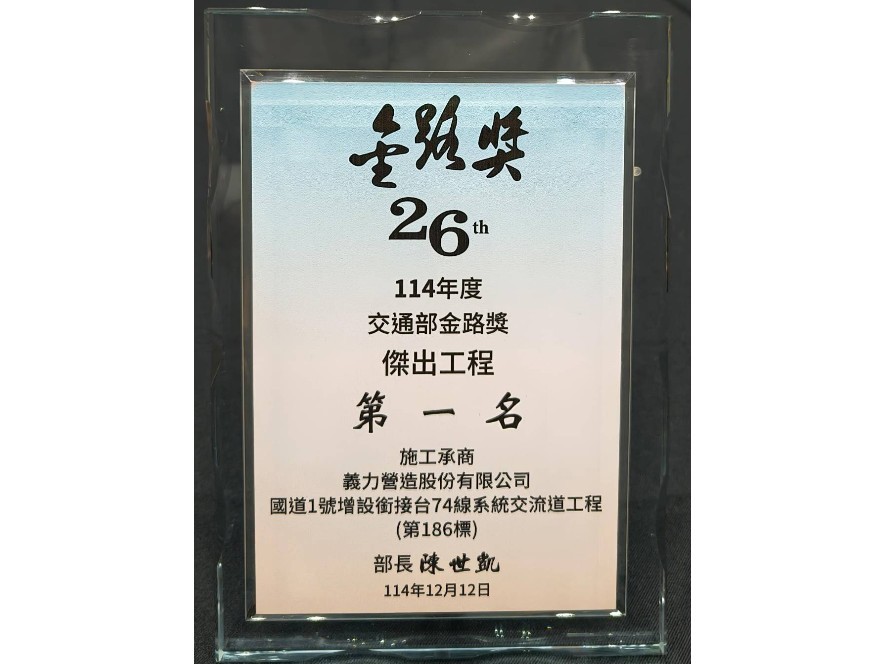 金路獎
26th
114年度
交通部金路獎
傑出工程
第一名
施工承商
義力營造股份有限公司
國道1號增設銜接台74線系統交流道工程
(第186標)
部長 陳世凱
114年12月12日